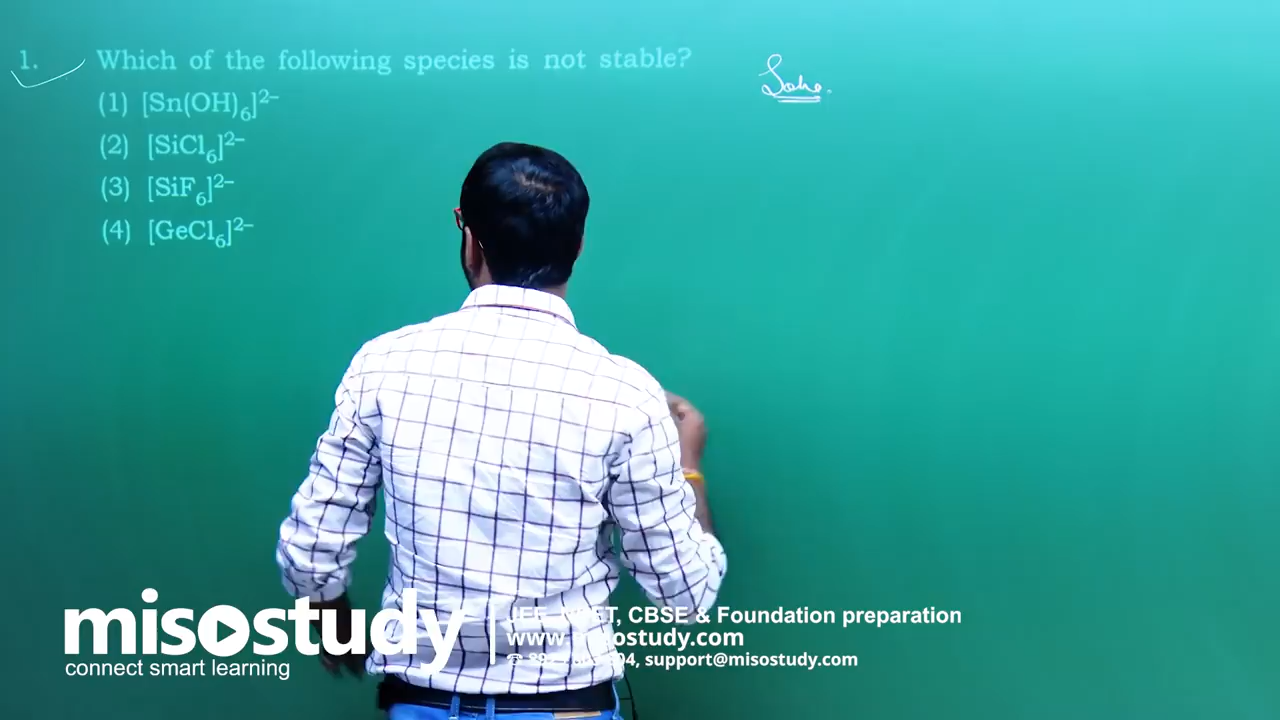 1. Which of the following species is not stable?
Soln.
(1) [Sn(OH)₆]²⁻
(2) [SiCl₆]²⁻
(3) [SiF₆]²⁻
(4) [GeCl₆]²⁻
misostudy
connect smart learning
JEE, NEET, CBSE & Foundation preparation
www.misostudy.com
support@misostudy.com